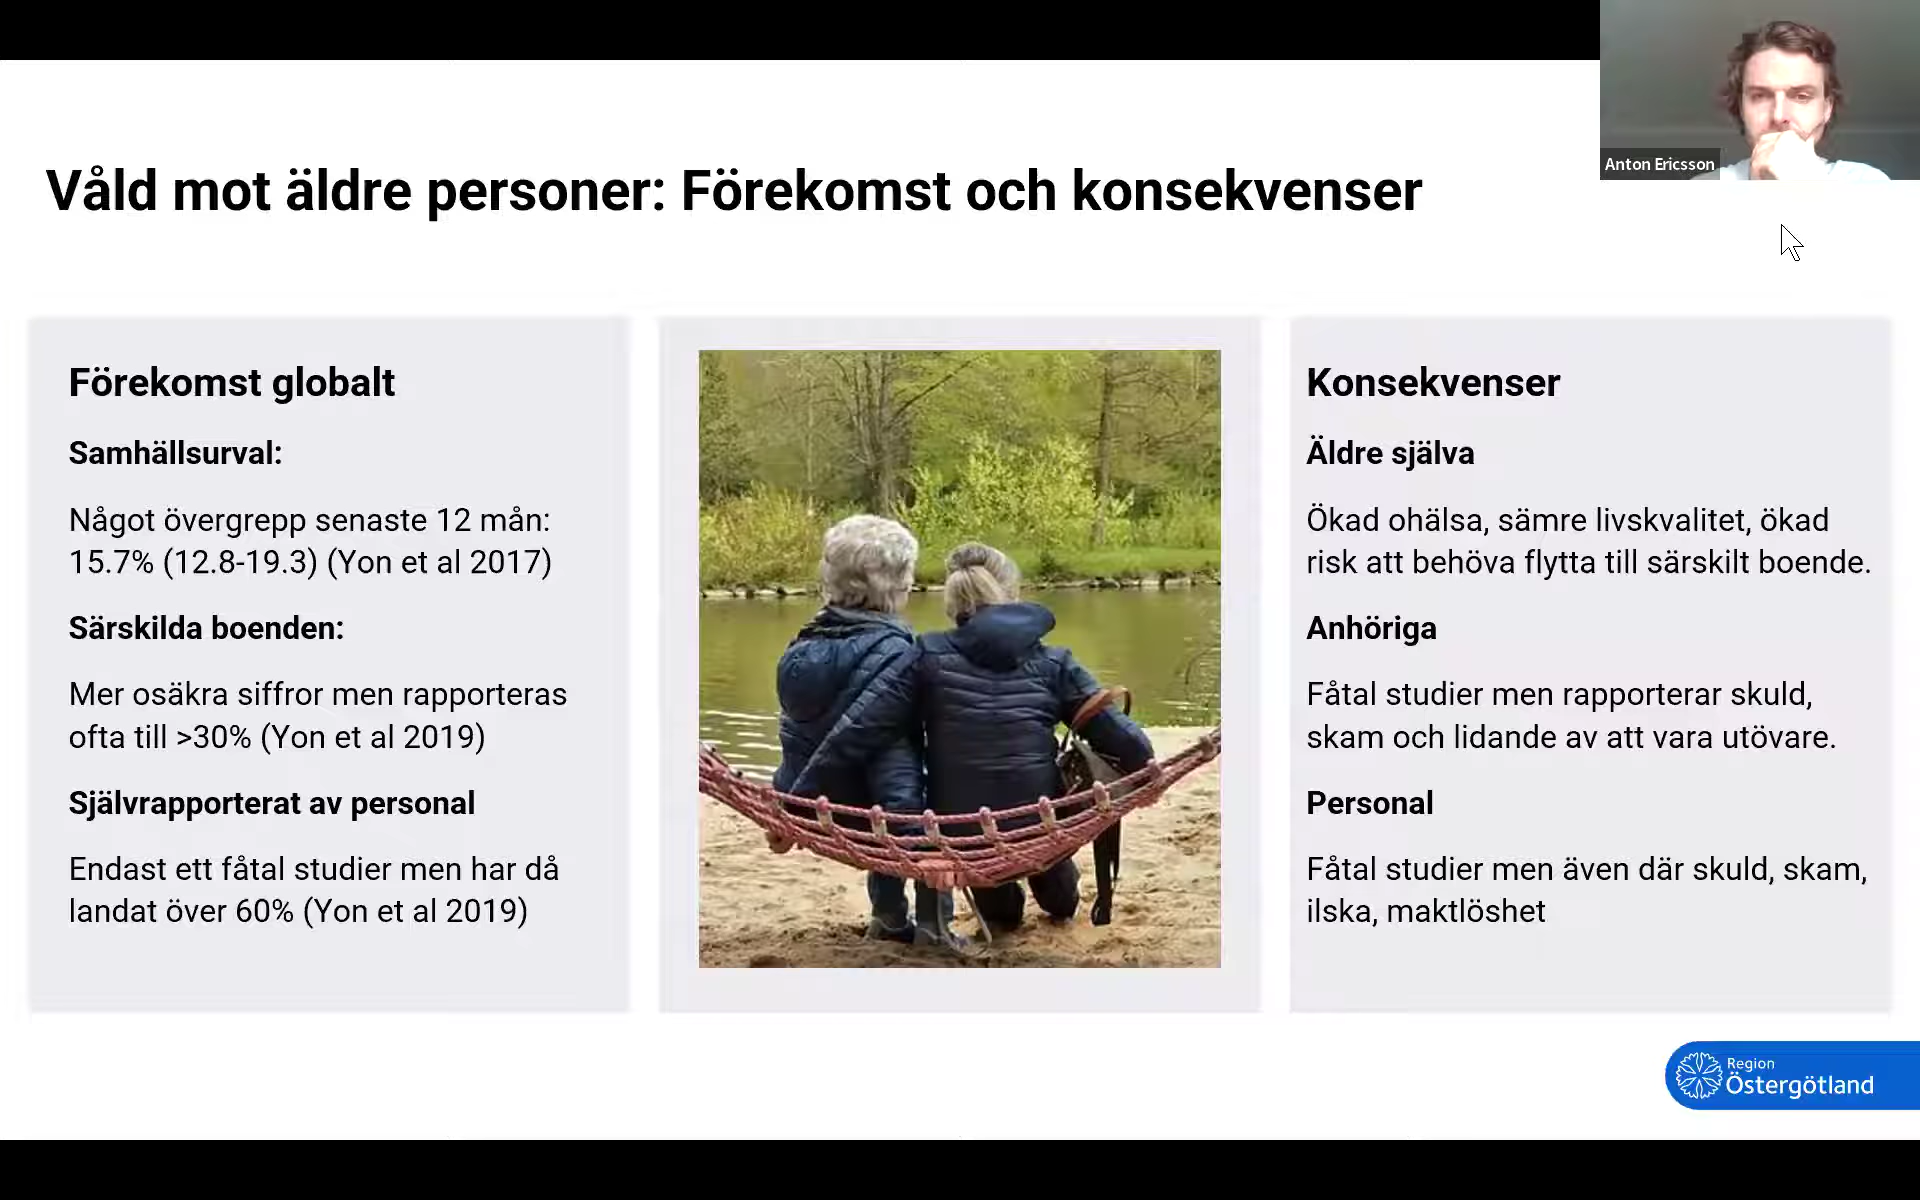 Anton Ericsson
Våld mot äldre personer: Förekomst och konsekvenser
Förekomst globalt
Samhällsurval:
Något övergrepp senaste 12 mån:
15.7% (12.8-19.3) (Yon et al 2017)
Särskilda boenden:
Mer osäkra siffror men rapporteras
ofta till >30% (Yon et al 2019)
Självrapporterat av personal
Endast ett fåtal studier men har då
landat över 60% (Yon et al 2019)
Konsekvenser
Äldre själva
Ökad ohälsa, sämre livskvalitet, ökad
risk att behöva flytta till särskilt boende.
Anhöriga
Fåtal studier men rapporterar skuld,
skam och lidande av att vara utövare.
Personal
Fåtal studier men även där skuld, skam,
ilska, maktlöshet
Region
Östergötland